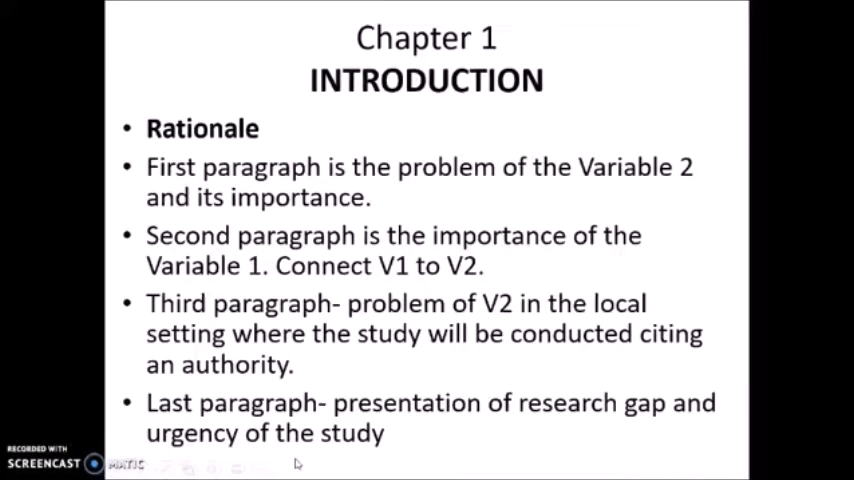 Chapter 1
INTRODUCTION
• Rationale
• First paragraph is the problem of the Variable 2
and its importance.
• Second paragraph is the importance of the
Variable 1. Connect V1 to V2.
• Third paragraph- problem of V2 in the local
setting where the study will be conducted citing
an authority.
• Last paragraph- presentation of research gap and
urgency of the study
RECORDED WITH
SCREENCAST MATIC